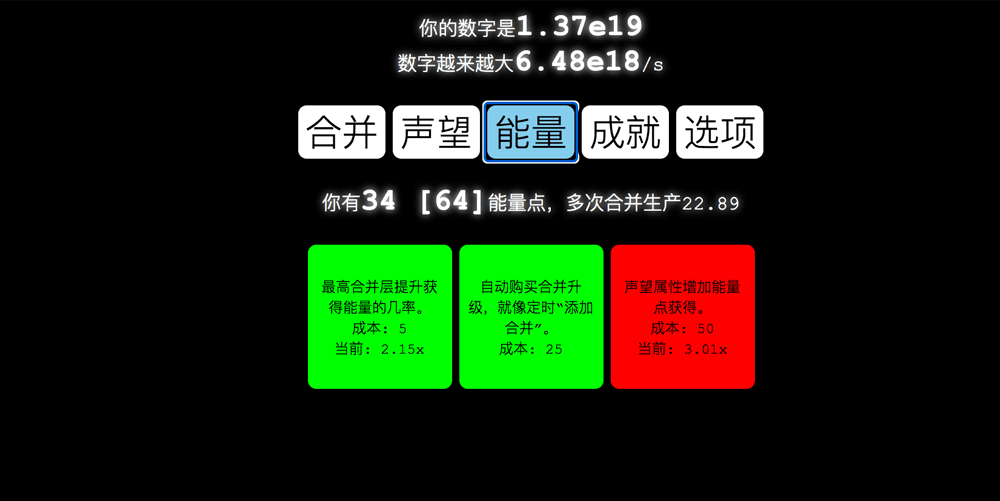 你的数字是1.37e19
数字越来越大6.48e18/s
合并 声望 能量 成就 选项
你有34 [64]能量点，多次合并生产22.89
最高合并层提升获
得能量的几率。
成本: 5
当前: 2.15x
自动购买合并升
级，就像定时“添加
合并”。
成本: 25
声望属性增加能量
点获得。
成本: 50
当前: 3.01x